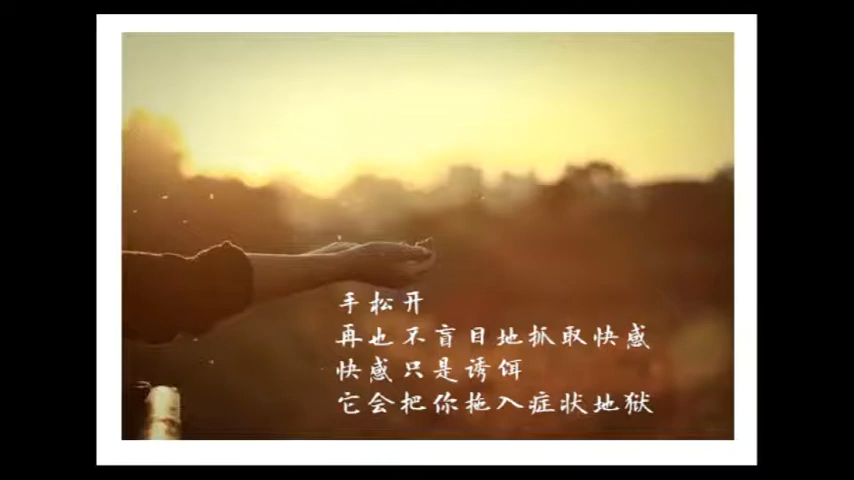 手松开
再也不盲目地抓取快感
快感只是诱饵
它会把你拖入症状地狱